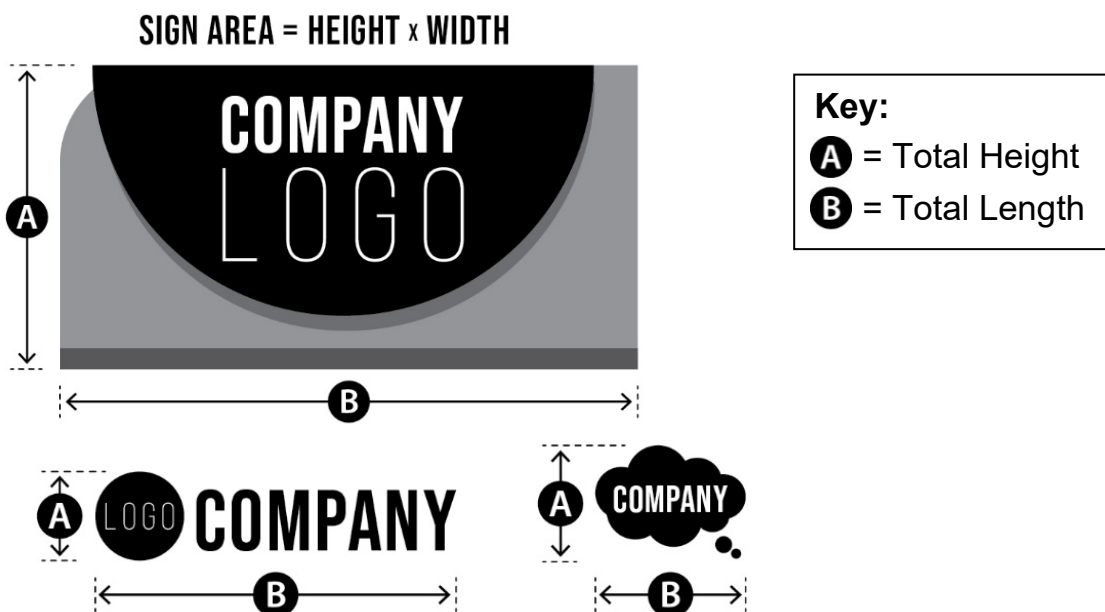 SIGN AREA = HEIGHT x WIDTH
COMPANY
LOGO
A
B
Key:
A = Total Height
B = Total Length
A
LOGO COMPANY
B
A
COMPANY
B